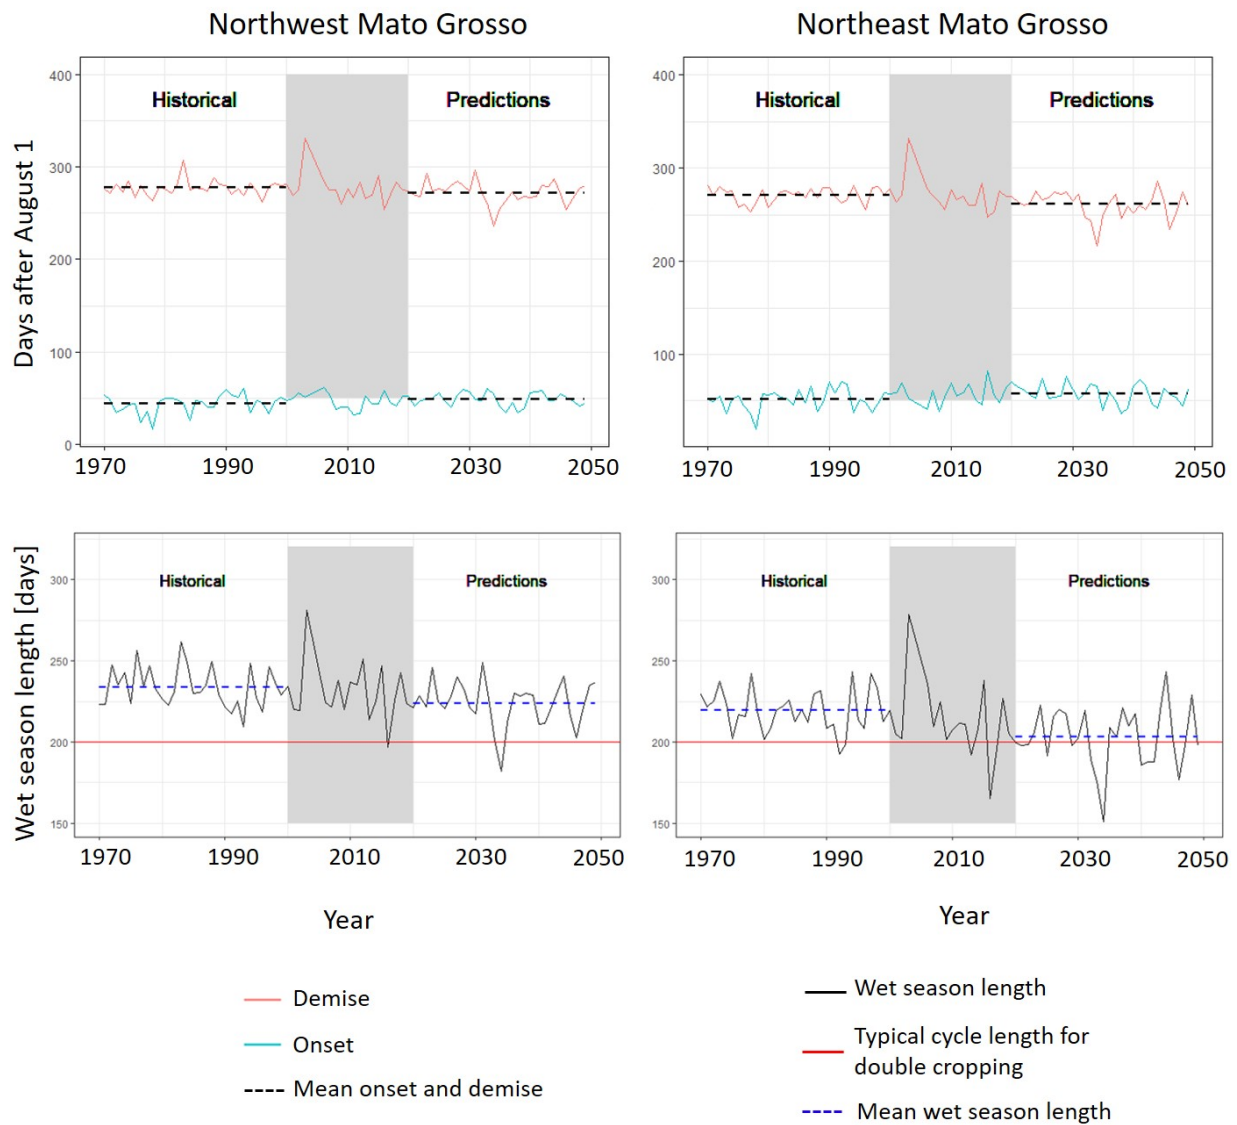 Northwest Mato Grosso
Northeast Mato Grosso
Days after August 1
400
300
200
100
0
Historical
Predictions
1970
1990
2010
2030
2050
400
300
200
100
Historical
Predictions
1970
1990
2010
2030
2050
Wet season length [days]
300
250
200
150
Historical
Predictions
1970
1990
2010
2030
2050
Year
300
250
200
150
Historical
Predictions
1970
1990
2010
2030
2050
Year
Demise
Onset
Mean onset and demise
Wet season length
Typical cycle length for
double cropping
Mean wet season length